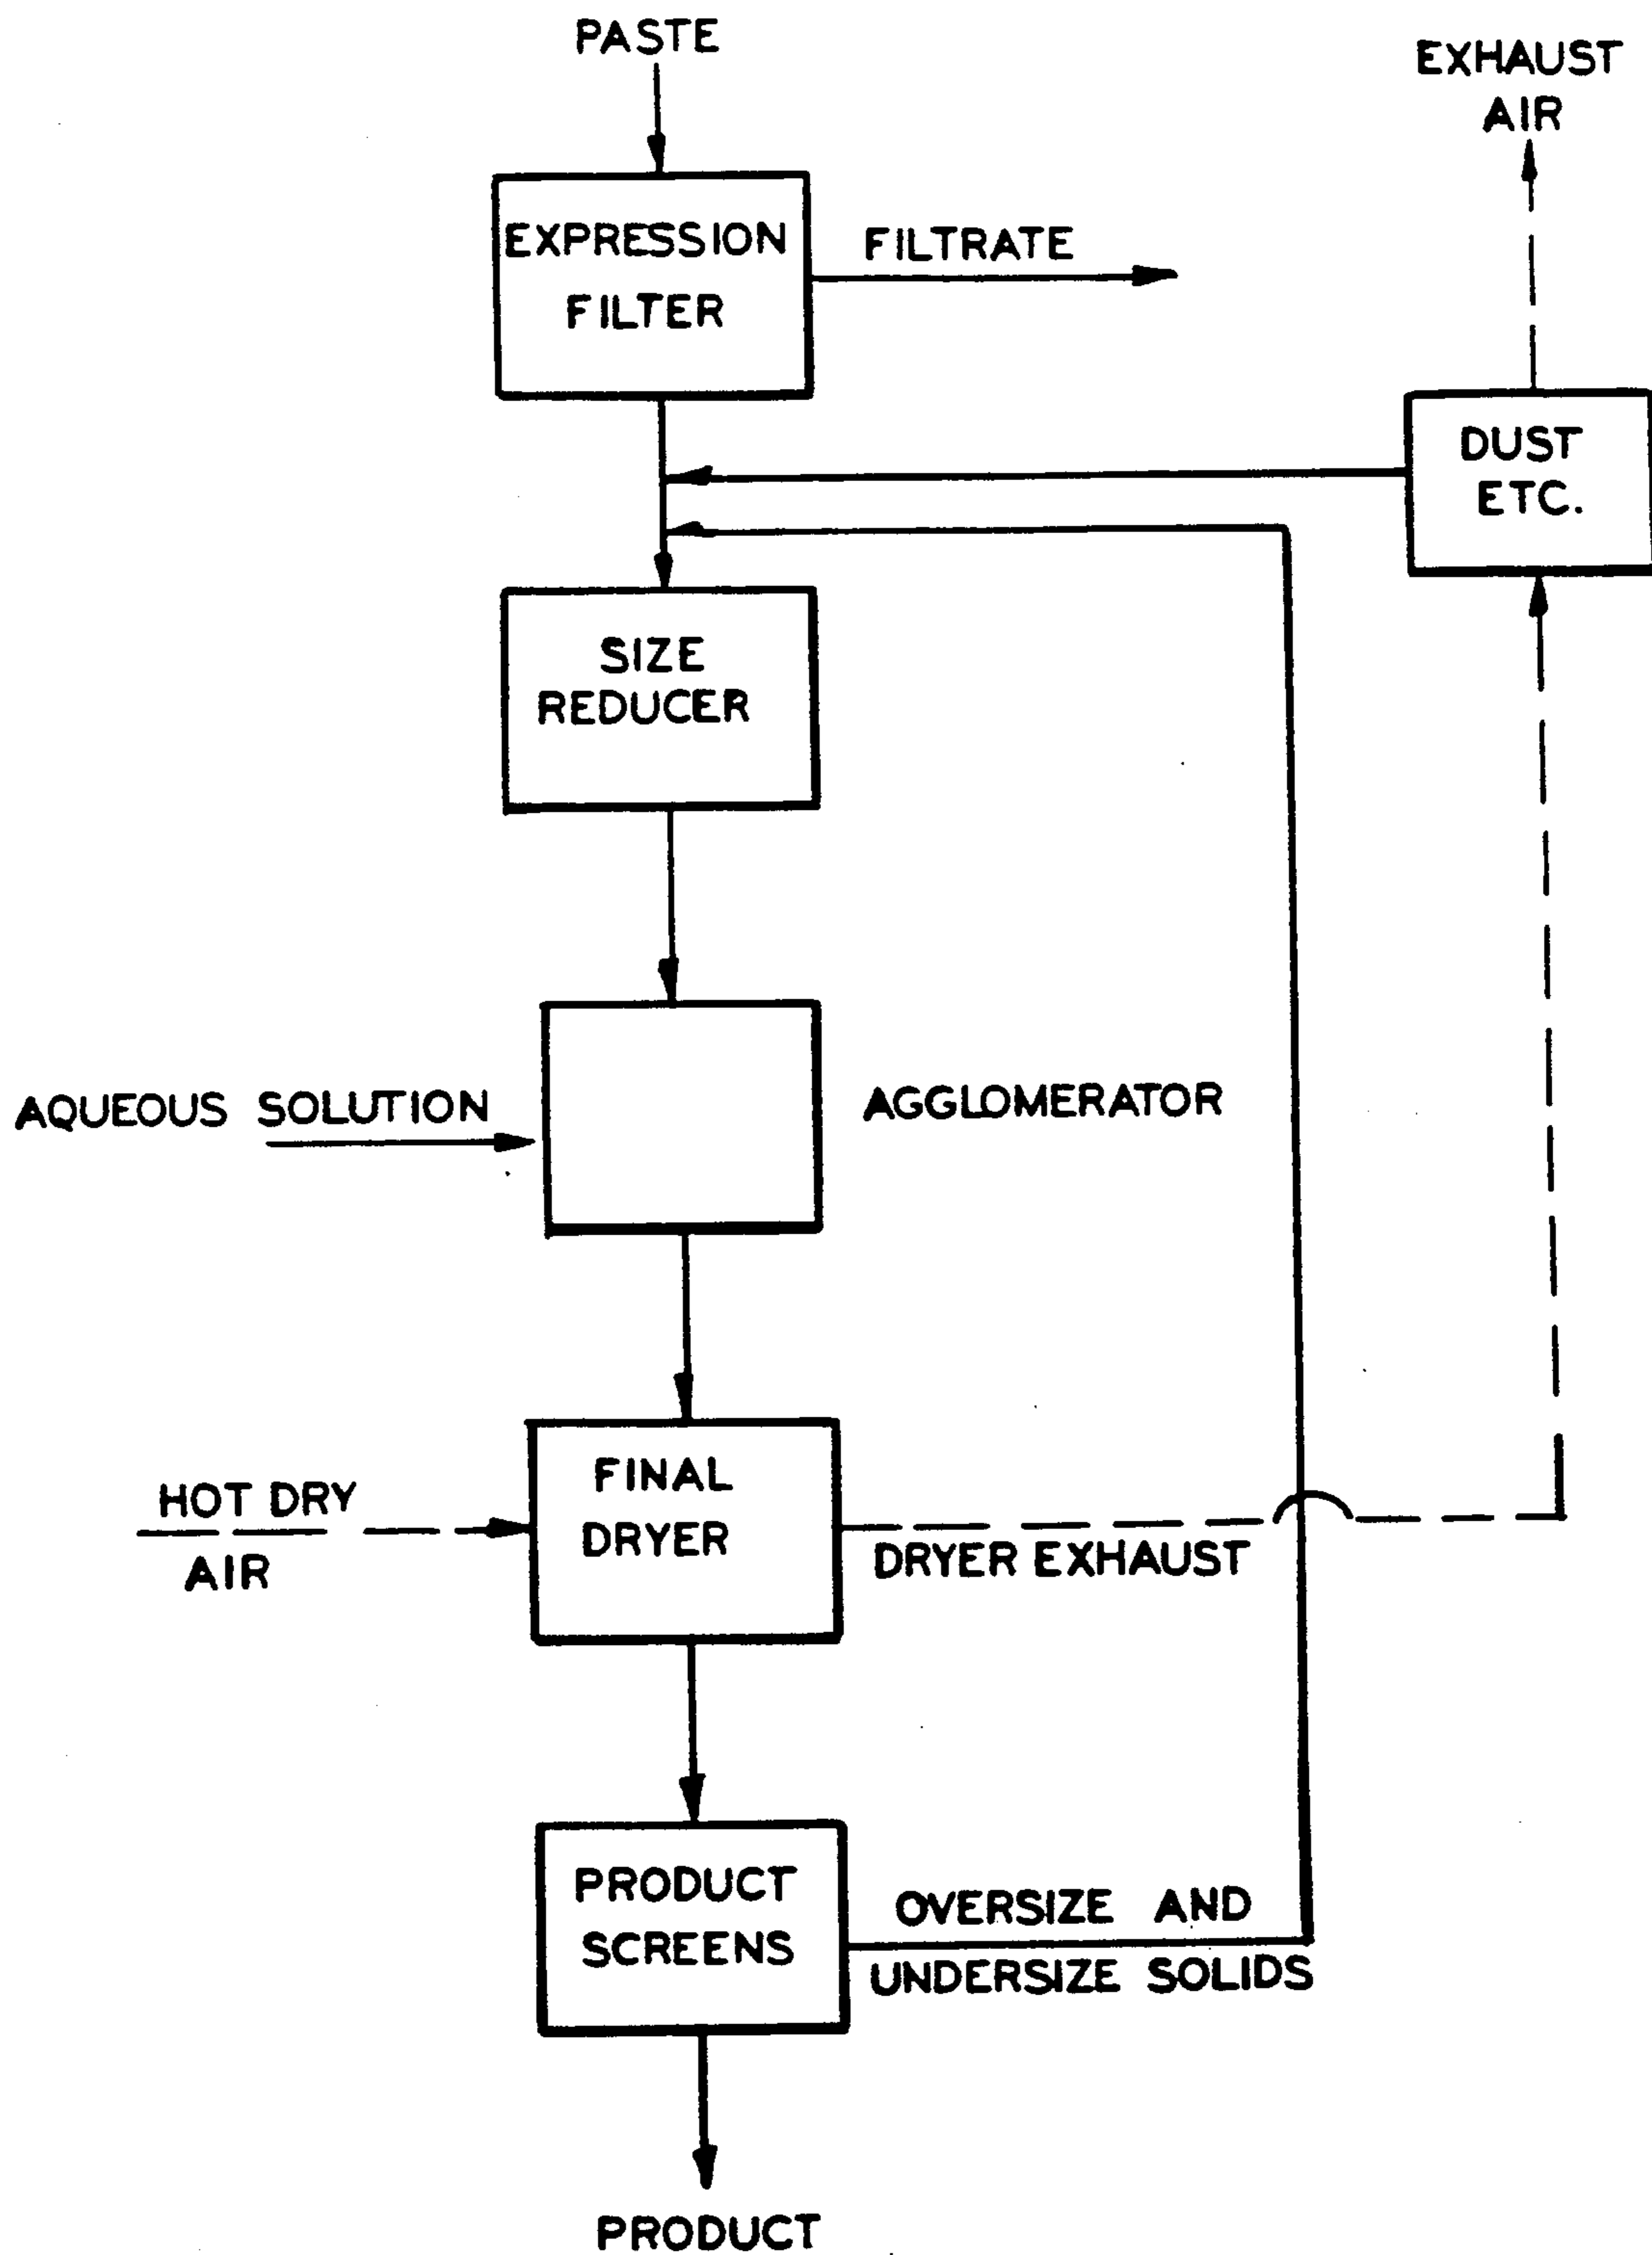 PASTE
EXHAUST
AIR
EXPRESSION
FILTER
FILTRATE
DUST
ETC.
SIZE
REDUCER
AQUEOUS SOLUTION
AGGLOMERATOR
FINAL
DRYER
HOT DRY
AIR
DRYER EXHAUST
PRODUCT
SCREENS
OVERSIZE AND
UNDERSIZE SOLIDS
PRODUCT